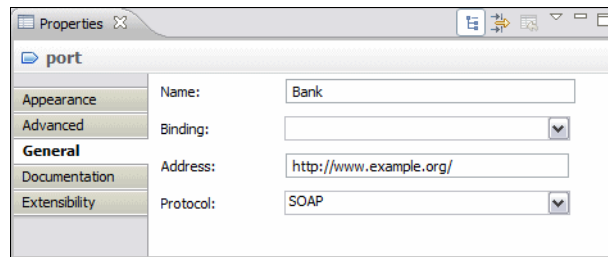 Properties
port
Appearance
Advanced
General
Documentation
Extensibility
Name: Bank
Binding:
Address: http://www.example.org/
Protocol: SOAP